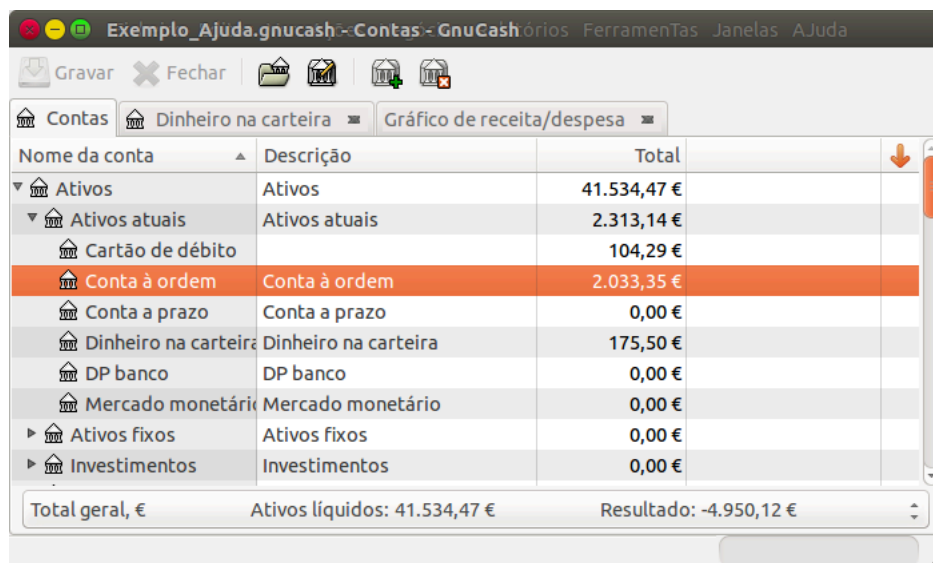 Exemplo_Ajuda.gnucash - Contas - GnuCash FerramenTas Janelas AJuda
Gravar Fechar
Contas Dinheiro na carteira Gráfico de receita/despesa
Nome da conta Descrição Total
Ativos Ativos 41.534,47 €
Ativos atuais Ativos atuais 2.313,14 €
Cartão de débito 104,29 €
Conta à ordem Conta à ordem 2.033,35 €
Conta a prazo Conta a prazo 0,00 €
Dinheiro na carteira Dinheiro na carteira 175,50 €
DP banco DP banco 0,00 €
Mercado monetári Mercado monetário 0,00 €
Ativos fixos Ativos fixos 0,00 €
Investimentos Investimentos 0,00 €
Total geral, € Ativos líquidos: 41.534,47 € Resultado: -4.950,12 €